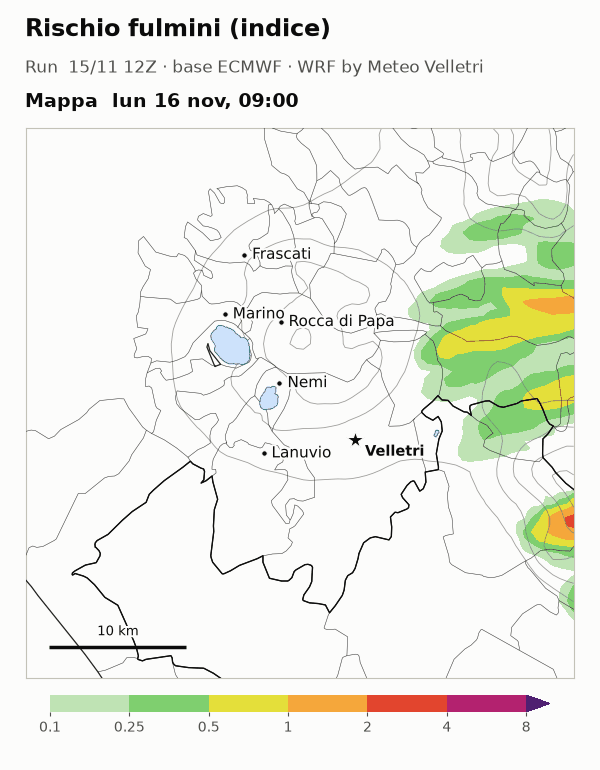 Rischio fulmini (indice)
Run  15/11 12Z · base ECMWF · WRF by Meteo Velletri
Mappa  lun 16 nov, 09:00
Frascati
Marino
Rocca di Papa
Nemi
Velletri
Lanuvio
10 km
0.1 0.25 0.5 1 2 4 8